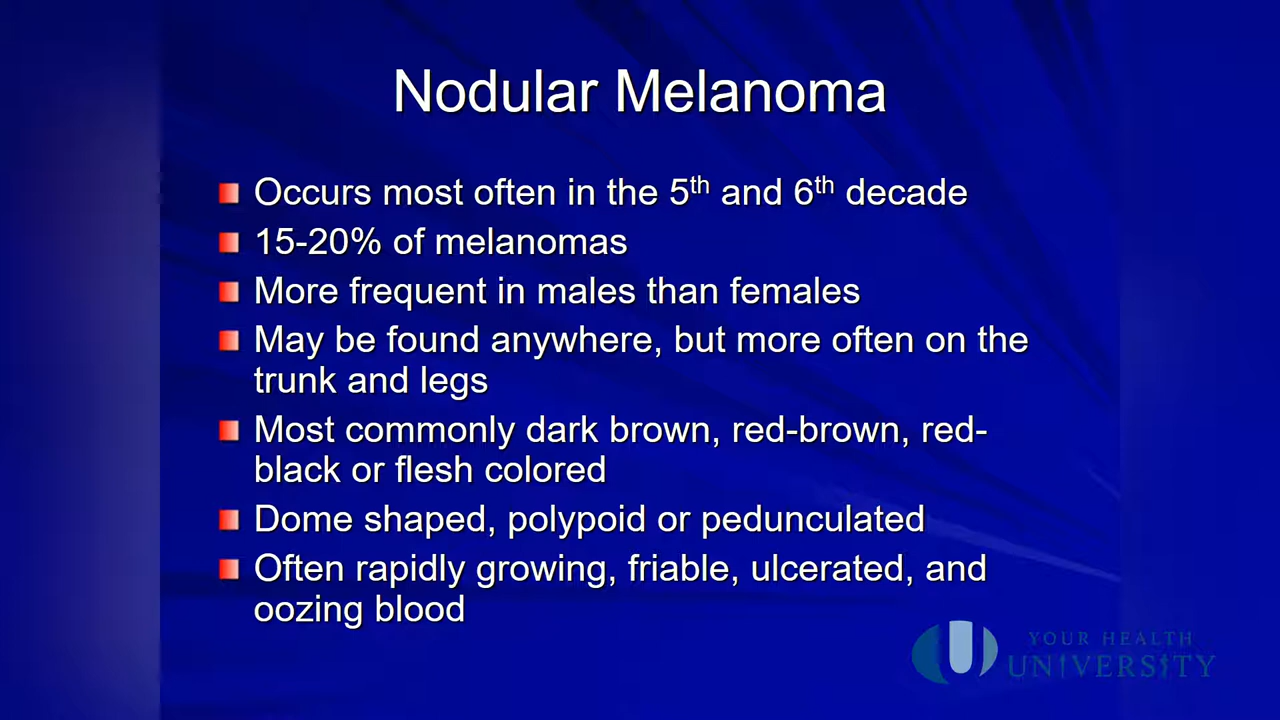 Nodular Melanoma
Occurs most often in the 5th and 6th decade
15-20% of melanomas
More frequent in males than females
May be found anywhere, but more often on the
trunk and legs
Most commonly dark brown, red-brown, red-
black or flesh colored
Dome shaped, polypoid or pedunculated
Often rapidly growing, friable, ulcerated, and
oozing blood
YOUR HEALTH
UNIVERSITY